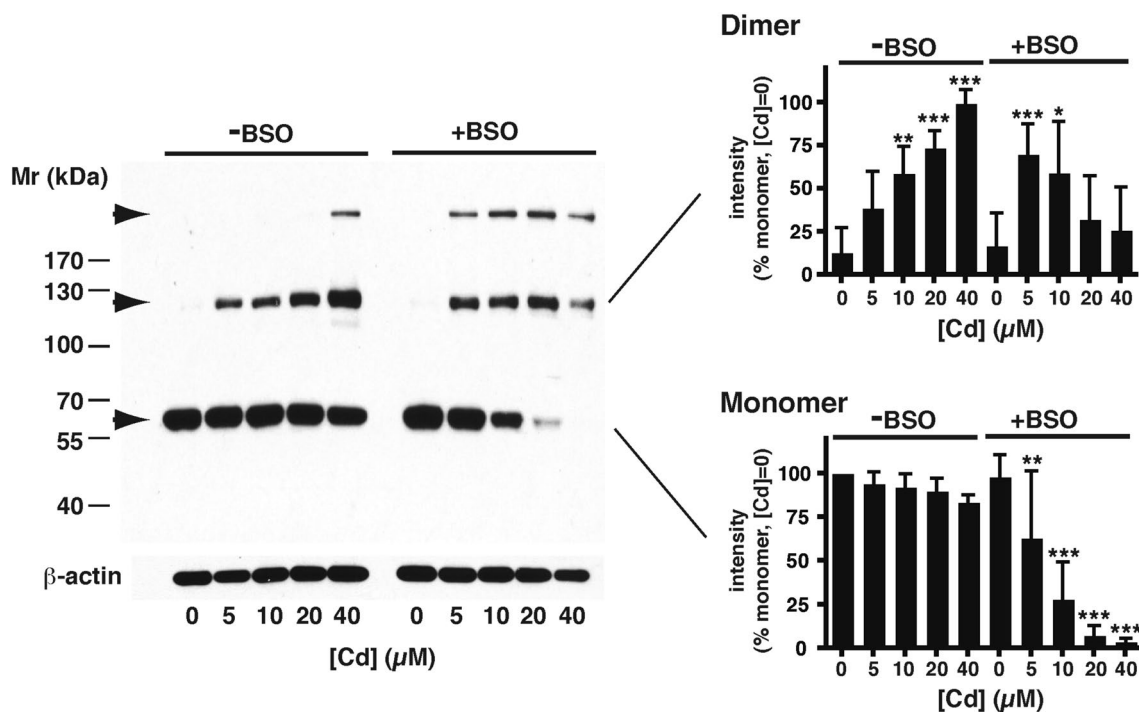 -BSO +BSO
Mr (kDa)
170
130
100
70
55
40
β-actin
0 5 10 20 40 0 5 10 20 40
[Cd] (µM)
Dimer
-BSO +BSO
intensity
(% monomer, [Cd]=0)
100
75
50
25
0
** *** *** *** *
0 5 10 20 40 0 5 10 20 40
[Cd] (µM)
Monomer
-BSO +BSO
intensity
(% monomer, [Cd]=0)
100
75
50
25
0
** *** *** ***
0 5 10 20 40 0 5 10 20 40
[Cd] (µM)